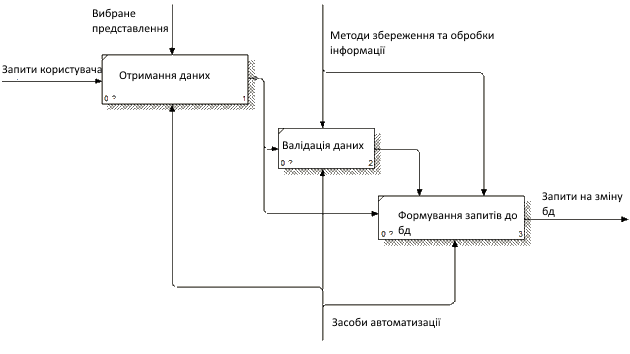 Вибране
представлення
Методи збереження та обробки
інформації
Запити користувача
Отримання даних
0 ?
1
Валідація даних
0 ?
2
Запити на зміну
бд
Формування запитів до
бд
0 ?
3
Засоби автоматизації